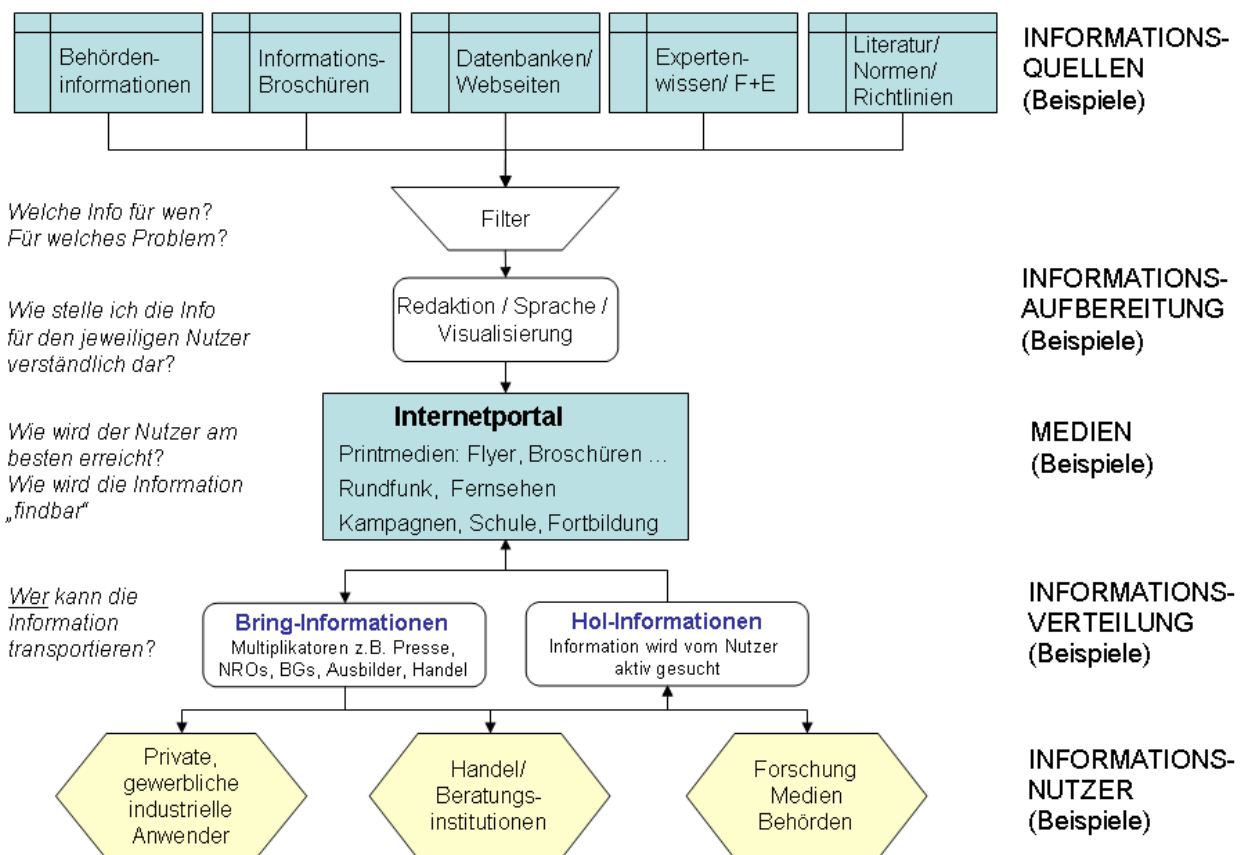 Behörden-
informationen
Informations-
Broschüren
Datenbanken/
Webseiten
Experten-
wissen/ F+E
Literatur/
Normen/
Richtlinien
INFORMATIONS-
QUELLEN
(Beispiele)
Welche Info für wen?
Für welches Problem?
Filter
Wie stelle ich die Info
für den jeweiligen Nutzer
verständlich dar?
Redaktion / Sprache /
Visualisierung
INFORMATIONS-
AUFBEREITUNG
(Beispiele)
Wie wird der Nutzer am
besten erreicht?
Wie wird die Information
„findbar“
Internetportal
Printmedien: Flyer, Broschüren ...
Rundfunk, Fernsehen
Kampagnen, Schule, Fortbildung
MEDIEN
(Beispiele)
Wer kann die
Information
transportieren?
Bring-Informationen
Multiplikatoren z.B. Presse,
NROs, BGs, Ausbilder, Handel
Hol-Informationen
Information wird vom Nutzer
aktiv gesucht
INFORMATIONS-
VERTEILUNG
(Beispiele)
Private,
gewerbliche
industrielle
Anwender
Handel/
Beratungs-
institutionen
Forschung
Medien
Behörden
INFORMATIONS-
NUTZER
(Beispiele)